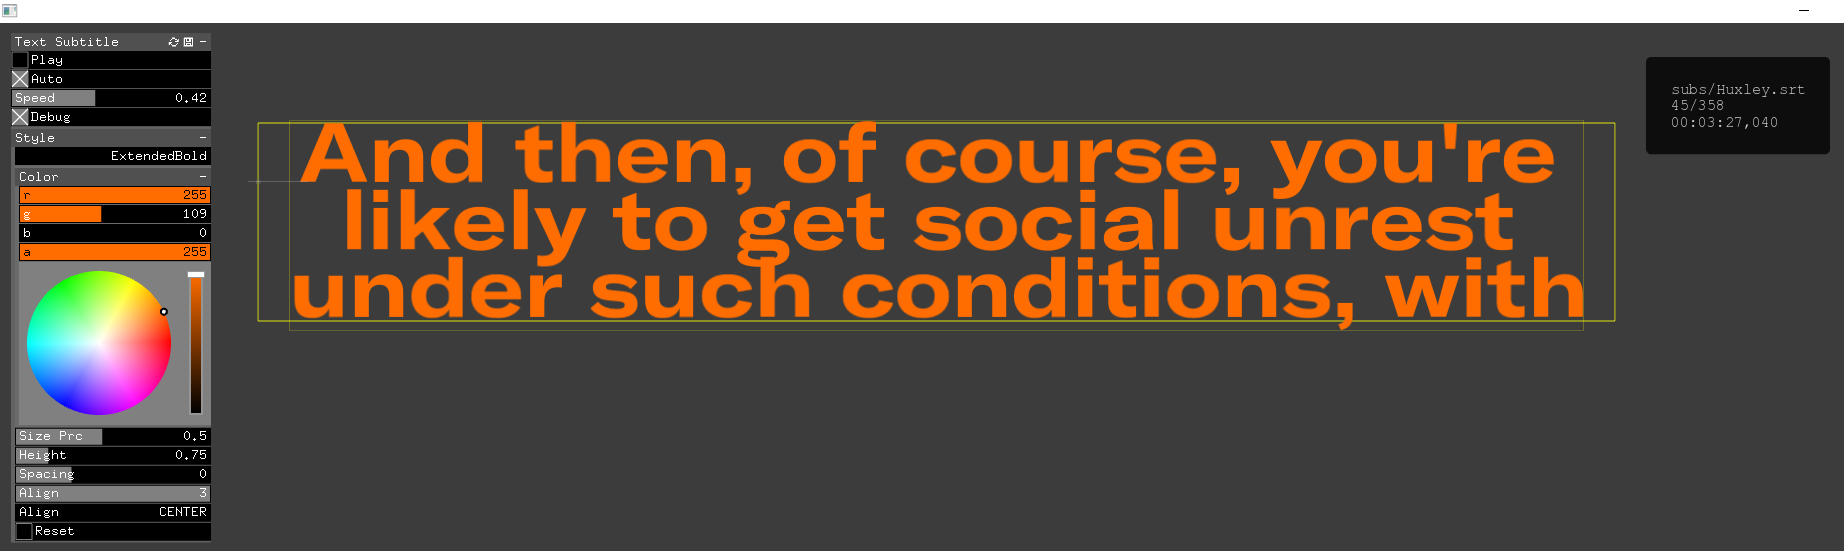 Text Subtitle
Play
Auto
Speed 0.42
Debug
Style
ExtendedBold
Color
r 255
g 109
b 0
a 255
Size Prc 0.5
Height 0.75
Spacing 0
Align 3
Align CENTER
Reset
And then, of course, you're
likely to get social unrest
under such conditions, with
subs/Huxley.srt
45/358
00:03:27,040